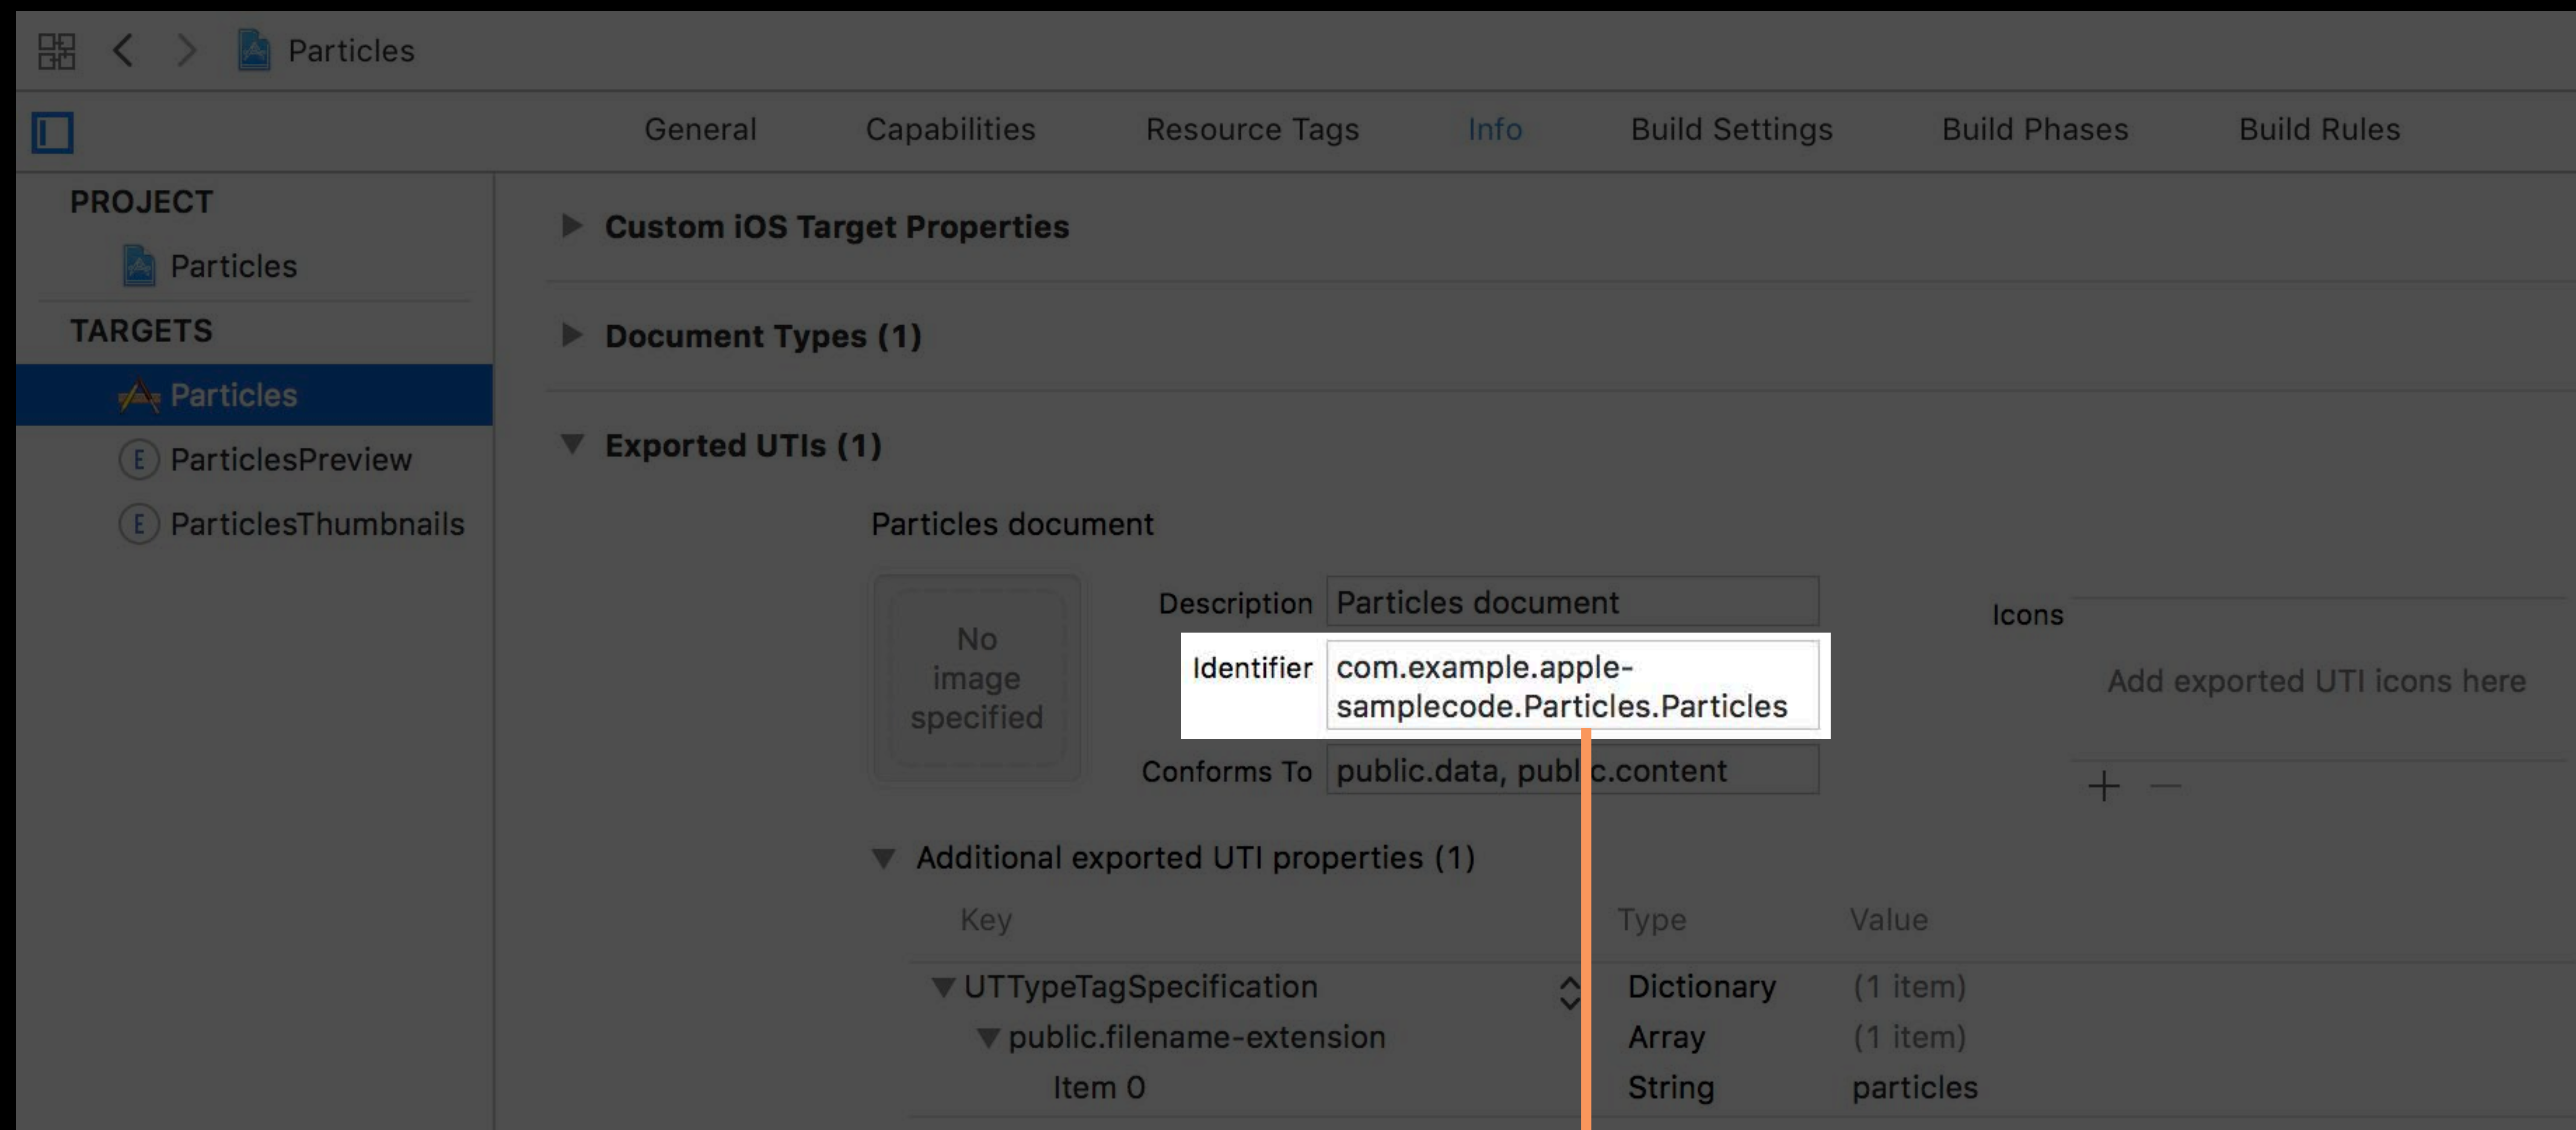 Particles
General Capabilities Resource Tags Info Build Settings Build Phases Build Rules
PROJECT
Particles
TARGETS
Particles
E ParticlesPreview
E ParticlesThumbnails
Custom iOS Target Properties
Document Types (1)
Exported UTIs (1)
Particles document
No
image
specified
Description Particles document
Identifier com.example.apple-
samplecode.Particles.Particles
Conforms To public.data, public.content
Icons
Add exported UTI icons here
Additional exported UTI properties (1)
Key Type Value
UTTypeTagSpecification Dictionary (1 item)
public.filename-extension Array (1 item)
Item 0 String particles